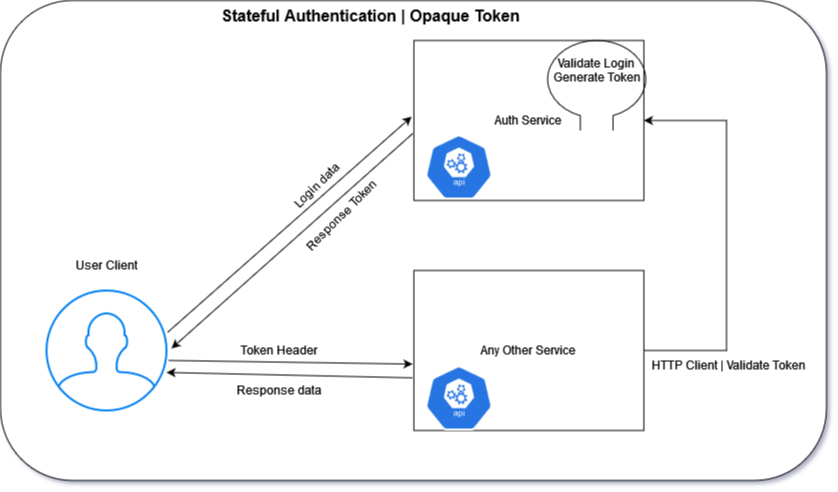 Stateful Authentication | Opaque Token
Validate Login
Generate Token
Auth Service
api
Login data
Response Token
User Client
Token Header
Response data
Any Other Service
api
HTTP Client | Validate Token